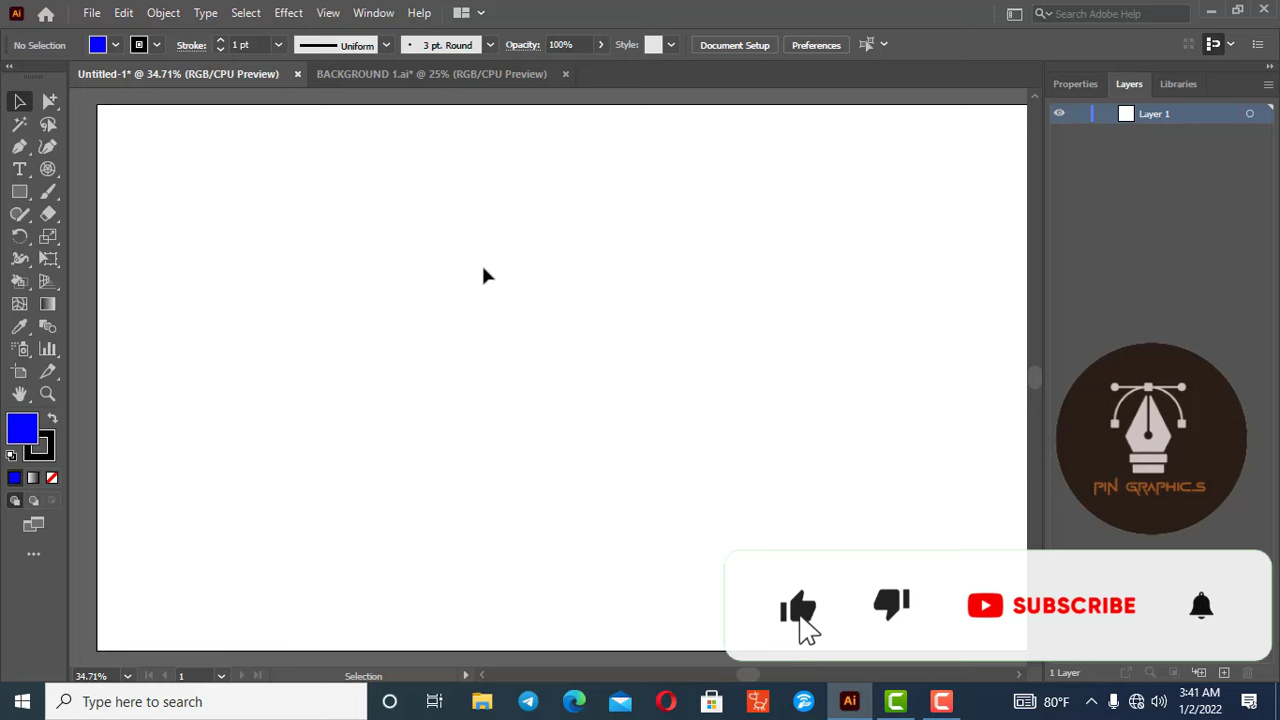 Ai File Edit Object Type Select Effect View Window Help Search Adobe Help
No Selection Stroke: 1 pt Uniform 3 pt. Round Opacity: 100% Style: Document Setup Preferences
Untitled-1* @ 34.71% (RGB/CPU Preview) × BACKGROUND 1.ai* @ 25% (RGB/CPU Preview) ×
Properties Layers Libraries
Layer 1
PIN GRAPHICS
SUBSCRIBE
34.71% 1 Selection 1 Layer
Type here to search Ai 80°F 3:41 AM
1/2/2022